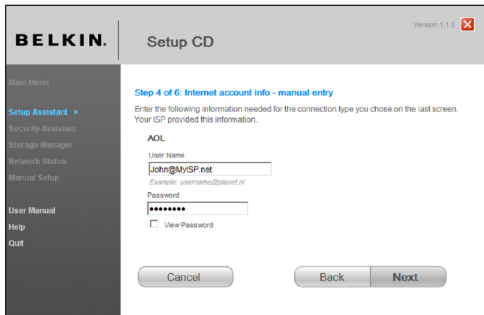 Version 1.1.0
BELKIN.
Setup CD
Main Menu
Setup Assistant >
Security Assistant
Storage Manager
Network Status
Manual Setup
User Manual
Help
Quit
Step 4 of 6: Internet account info - manual entry
Enter the following information needed for the connection type you chose on the last screen.
Your ISP provided this information.
AOL
User Name
John@MyISP.net
Example: username@planet.nl
Password
••••••••
View Password
Cancel
Back
Next